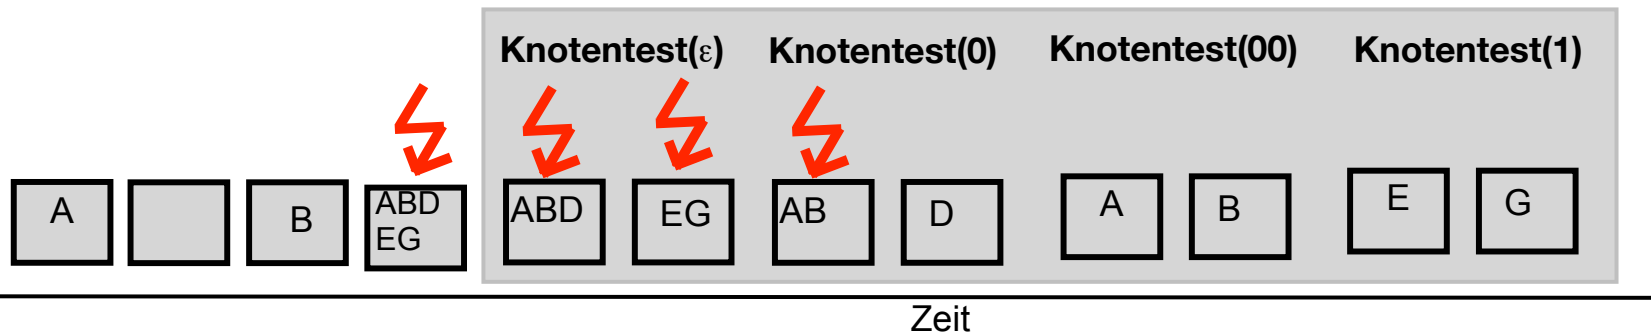 Knotentest(ε) Knotentest(0) Knotentest(00) Knotentest(1)
A B ABD ABD EG AB D A B E G
EG
Zeit